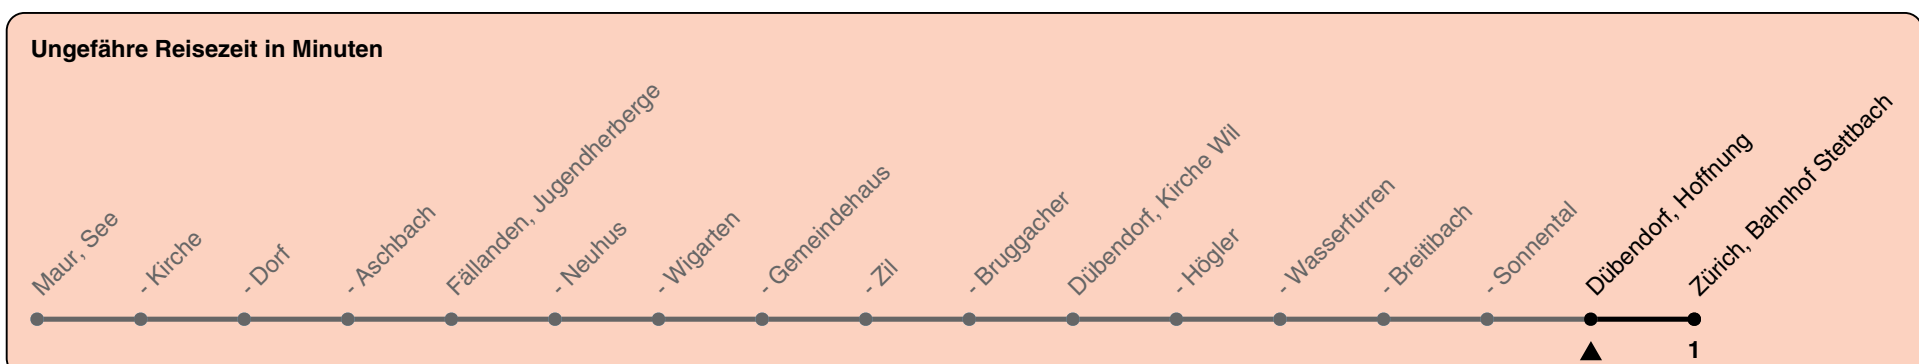 Ungefähre Reisezeit in Minuten
Maur, See
- Kirche
- Dorf
- Aschbach
Fällanden, Jugendherberge
- Neuhus
- Wigarten
- Gemeindehaus
- Zil
- Bruggacher
Dübendorf, Kirche Wil
- Högler
- Wasserfurren
- Breitibach
- Sonnental
Dübendorf, Hoffnung
Zürich, Bahnhof Stettbach
1